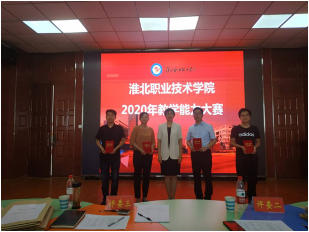 淮北职业技术学院
2020年教学能力大赛
adidas
评委三
评委二